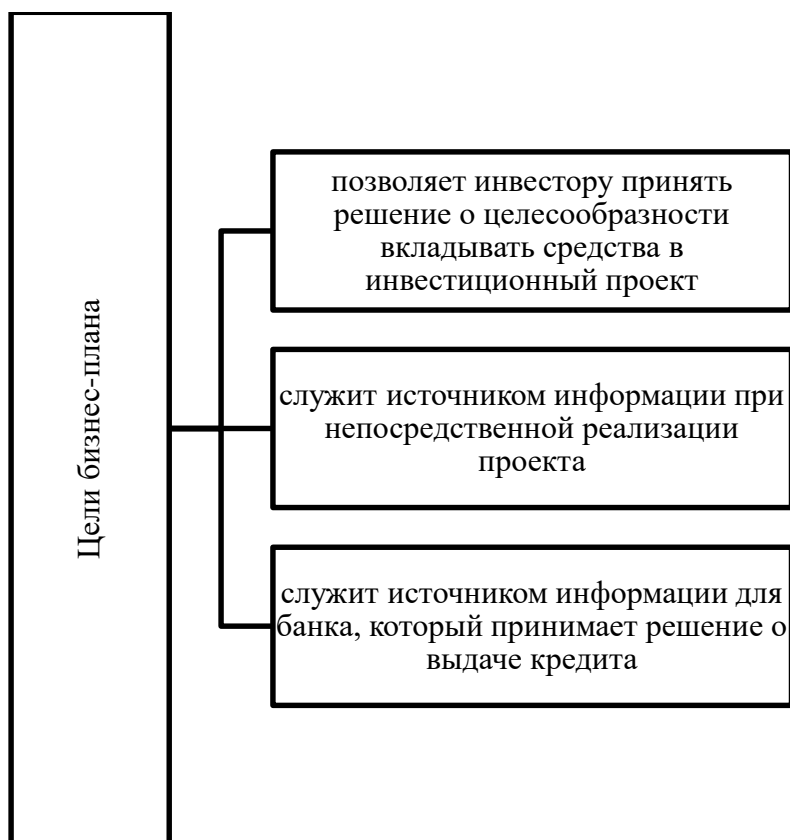 Цели бизнес-плана
позволяет инвестору принять
решение о целесообразности
вкладывать средства в
инвестиционный проект
служит источником информации при
непосредственной реализации
проекта
служит источником информации для
банка, который принимает решение о
выдаче кредита